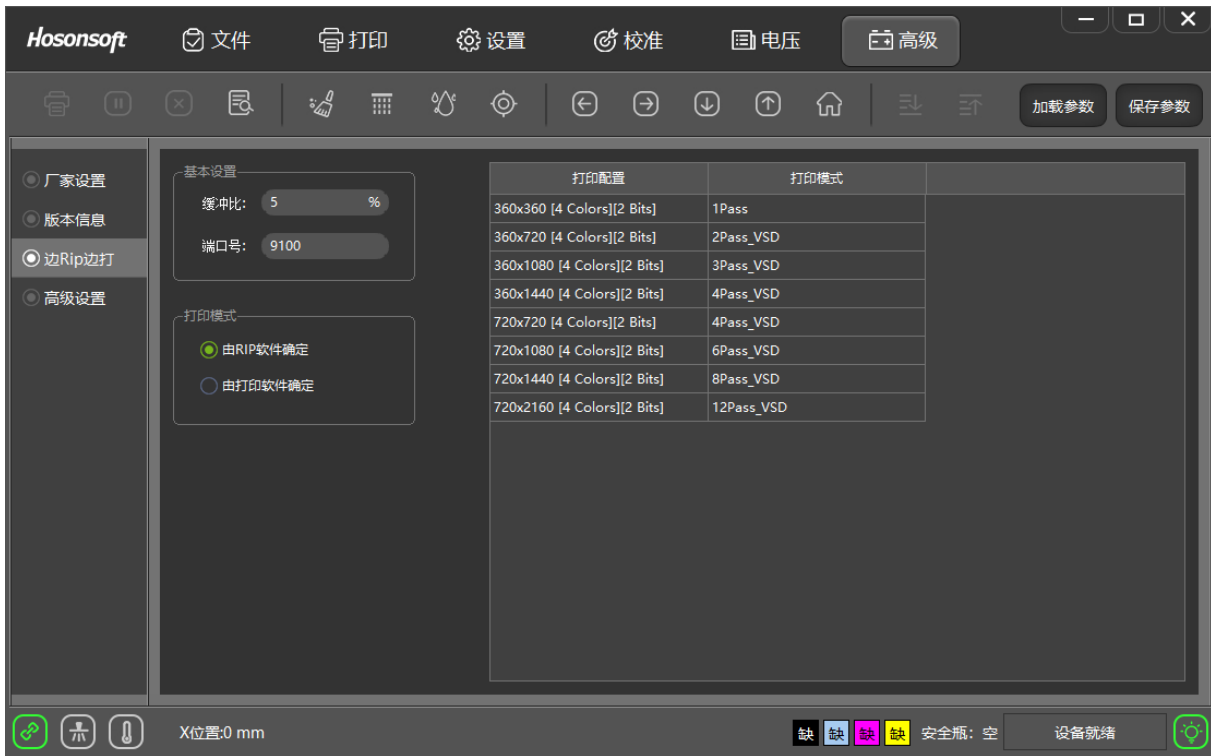 Hosonsoft 文件 打印 设置 校准 电压 高级
加载参数 保存参数
厂家设置
版本信息
边Rip边打
高级设置
基本设置
缓冲比: 5 %
端口号: 9100
打印模式
由RIP软件确定
由打印软件确定
打印配置 打印模式
360x360 [4 Colors][2 Bits] 1Pass
360x720 [4 Colors][2 Bits] 2Pass_VSD
360x1080 [4 Colors][2 Bits] 3Pass_VSD
360x1440 [4 Colors][2 Bits] 4Pass_VSD
720x720 [4 Colors][2 Bits] 4Pass_VSD
720x1080 [4 Colors][2 Bits] 6Pass_VSD
720x1440 [4 Colors][2 Bits] 8Pass_VSD
720x2160 [4 Colors][2 Bits] 12Pass_VSD
X位置:0 mm 缺 缺 缺 缺 安全瓶: 空 设备就绪